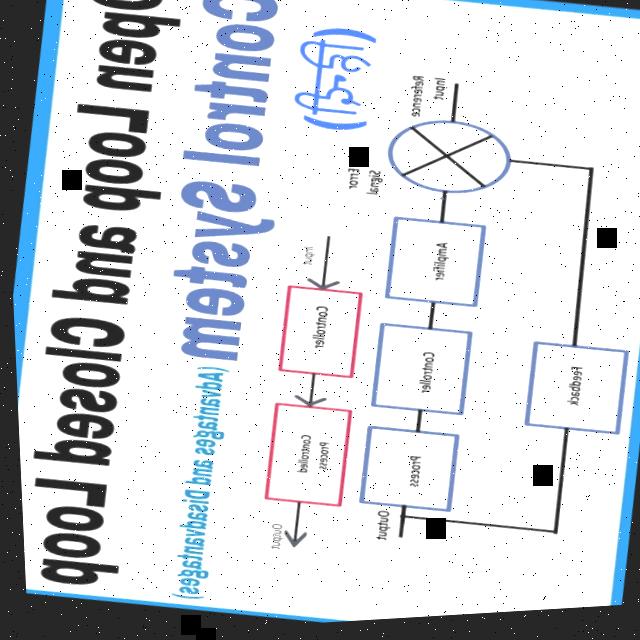 Open Loop and Closed Loop
Control System
(Advantages and Disadvantages)
(हिन्दी)
Input
Controller
Controlled
Process
Output
Reference
Input
Error
Signal
Amplifier
Controller
Process
Output
Feedback